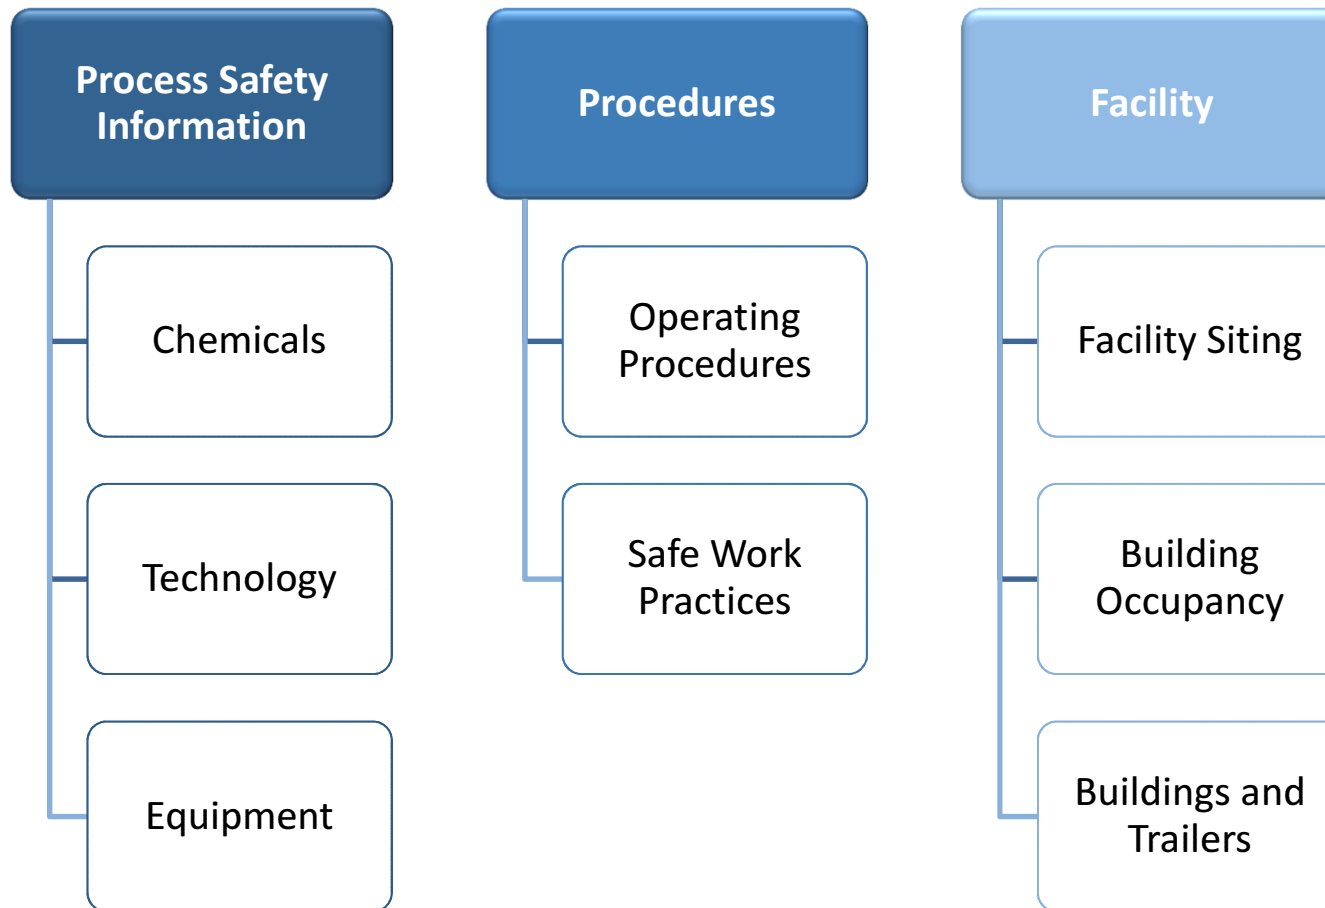 Process Safety
Information
Chemicals
Technology
Equipment
Procedures
Operating
Procedures
Safe Work
Practices
Facility
Facility Siting
Building
Occupancy
Buildings and
Trailers